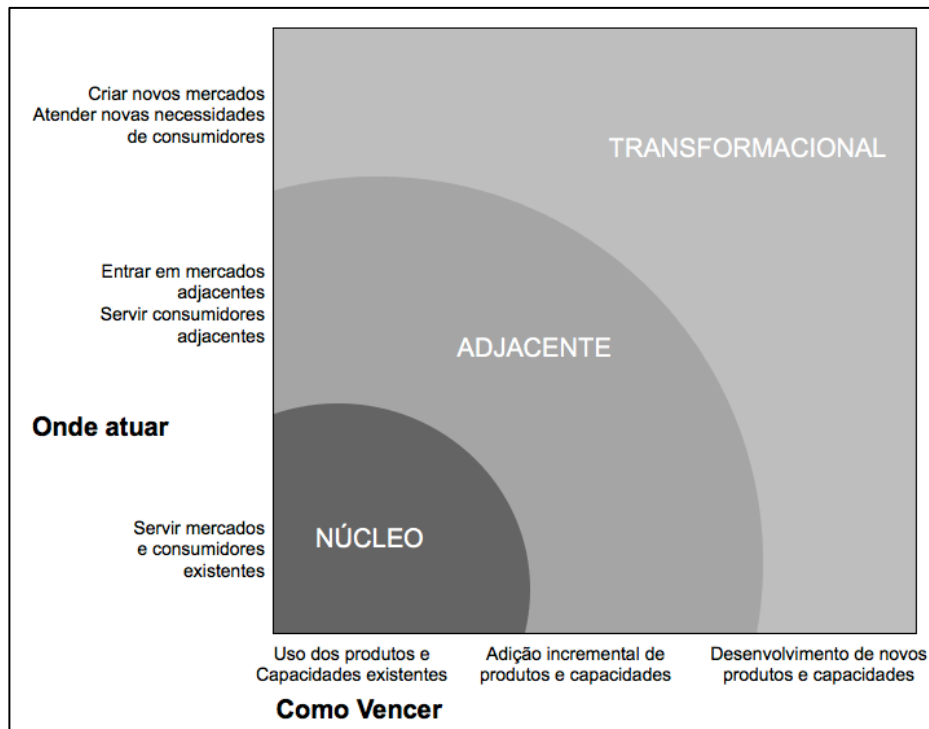 Criar novos mercados
Atender novas necessidades
de consumidores
TRANSFORMACIONAL
Entrar em mercados
adjacentes
Servir consumidores
adjacentes
ADJACENTE
Onde atuar
Servir mercados
e consumidores
existentes
NÚCLEO
Uso dos produtos e
Capacidades existentes
Adição incremental de
produtos e capacidades
Desenvolvimento de novos
produtos e capacidades
Como Vencer